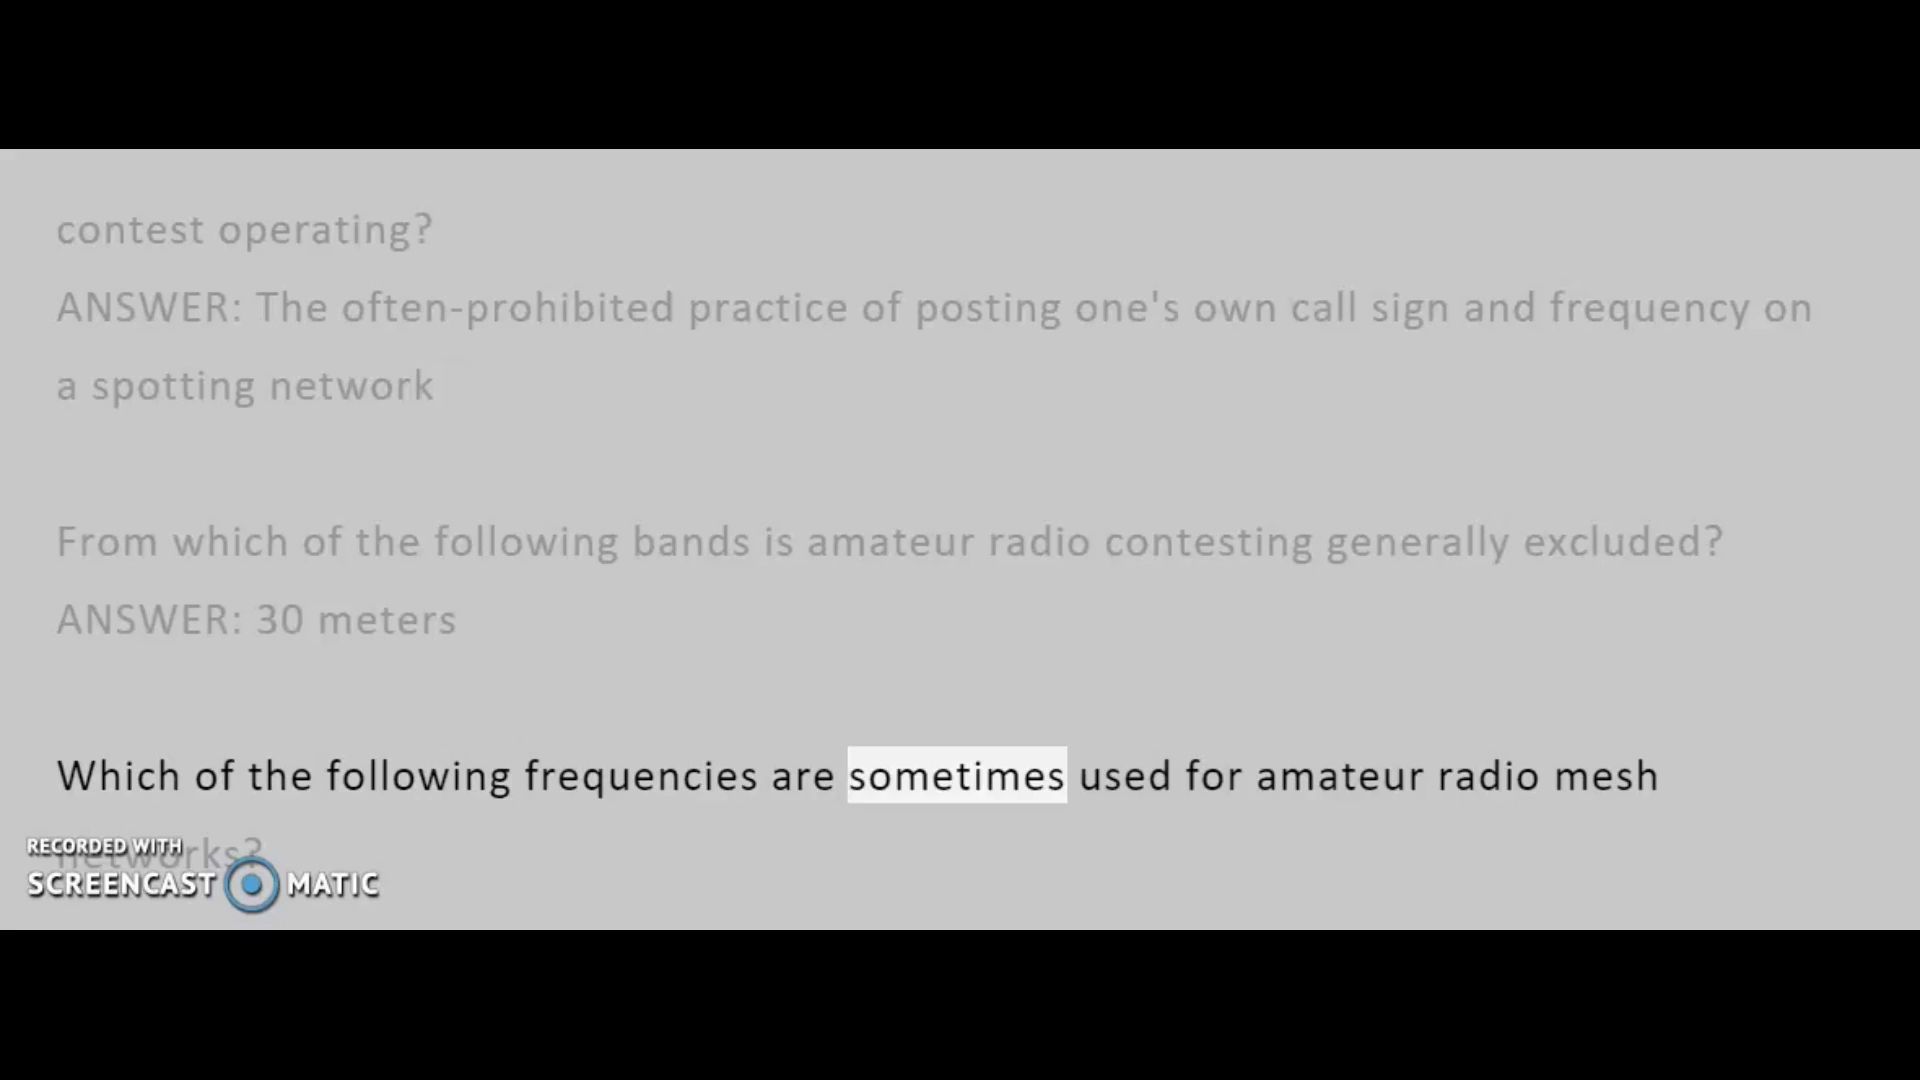 contest operating?
ANSWER: The often-prohibited practice of posting one's own call sign and frequency on
a spotting network
From which of the following bands is amateur radio contesting generally excluded?
ANSWER: 30 meters
Which of the following frequencies are sometimes used for amateur radio mesh
networks?
RECORDED WITH
SCREENCAST MATIC